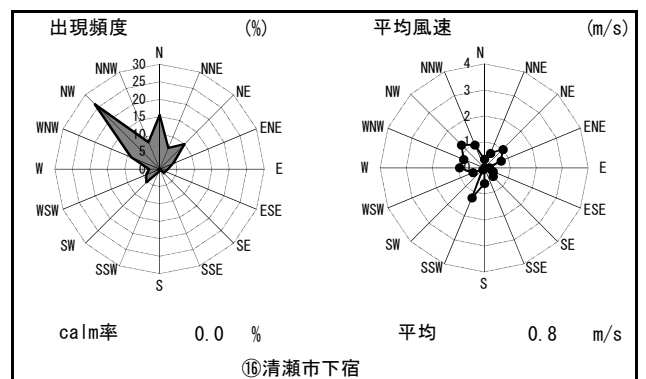 出現頻度 (%)
N
NNE
NE
ENE
E
ESE
SE
SSE
S
SSW
SW
WSW
W
WNW
NW
NNW
30
25
20
15
10
5
0
calm率 0.0 %
平均風速 (m/s)
N
NNE
NE
ENE
E
ESE
SE
SSE
S
SSW
SW
WSW
W
WNW
NW
NNW
4
3
2
1
0
平均 0.8 m/s
⑯清瀬市下宿